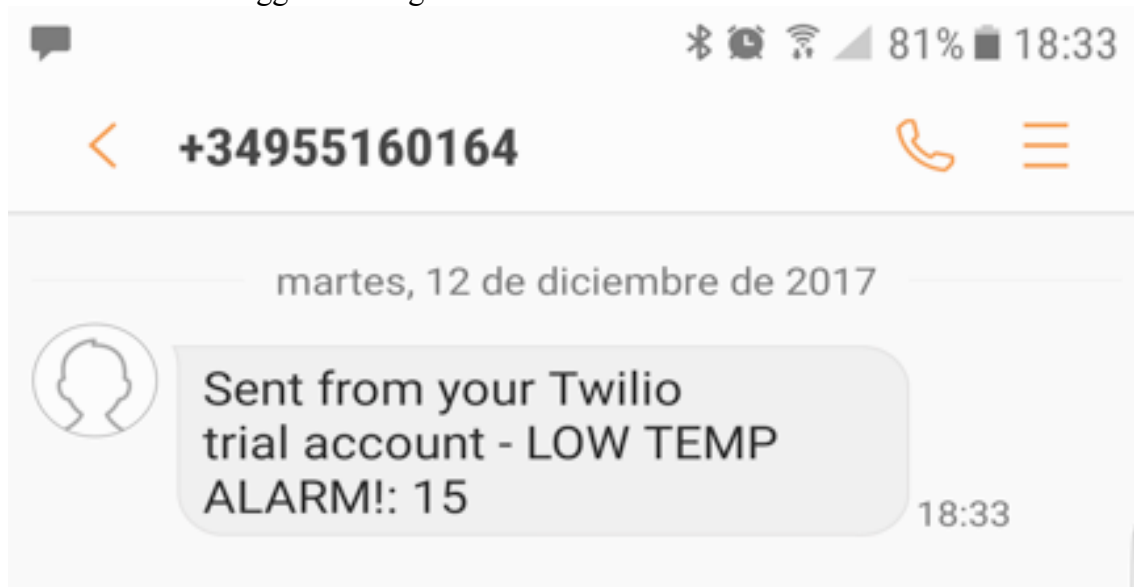 81% 18:33
+34955160164
martes, 12 de diciembre de 2017
Sent from your Twilio
trial account - LOW TEMP
ALARM!: 15
18:33